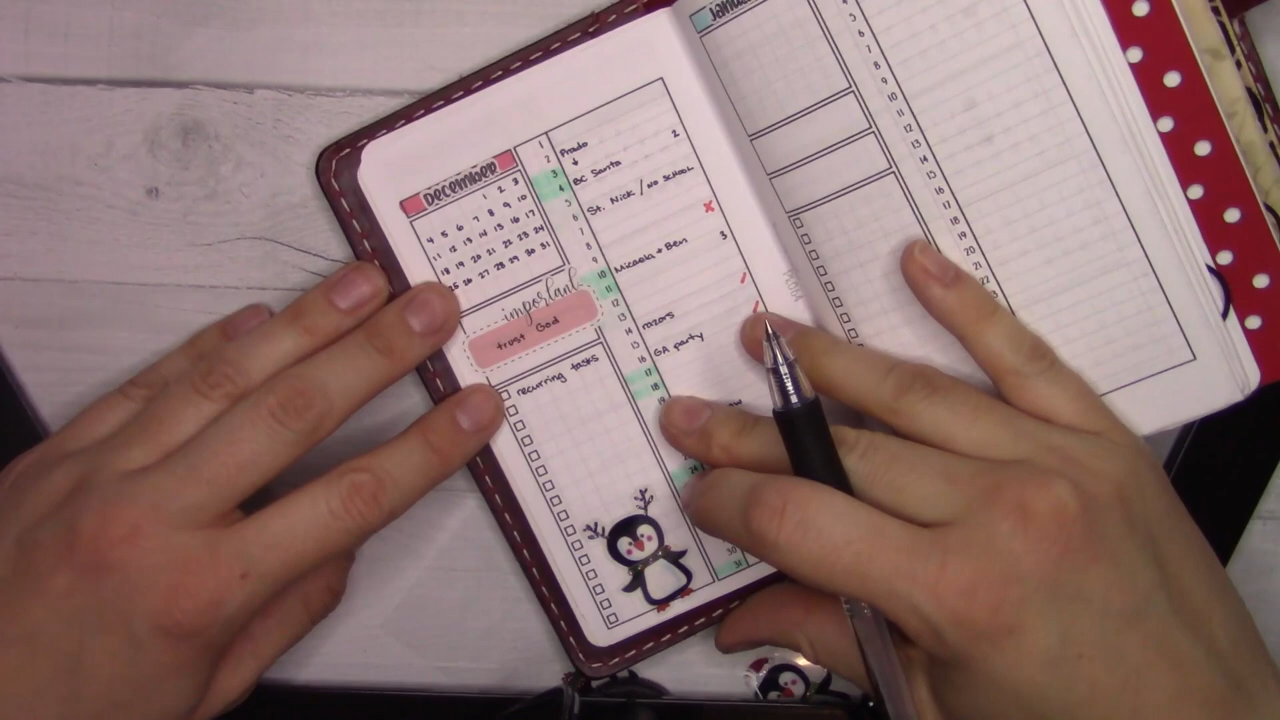 December
1 2 3
4 5 6 7 8 9 10
11 12 13 14 15 16 17
18 19 20 21 22 23 24
25 26 27 28 29 30 31
important
trust God
recurring tasks
1 Prado 2
2
3 BC Santa
4
5 St. Nick / NO SCHOOL
6
7
8
9 Micaela + Ben 3
10
11
12
13 razors
14
15 GA party
16
17
18
19
24
30
31
4
5
6
7
8
9
10
11
12
13
14
15
16
17
18
19
20
21
22